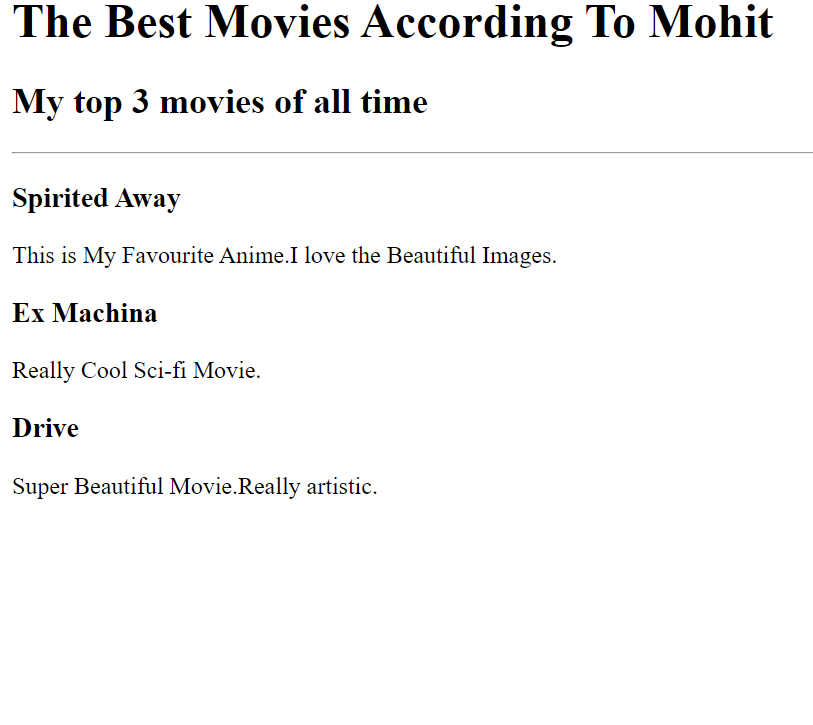 The Best Movies According To Mohit
My top 3 movies of all time
Spirited Away
This is My Favourite Anime.I love the Beautiful Images.
Ex Machina
Really Cool Sci-fi Movie.
Drive
Super Beautiful Movie.Really artistic.